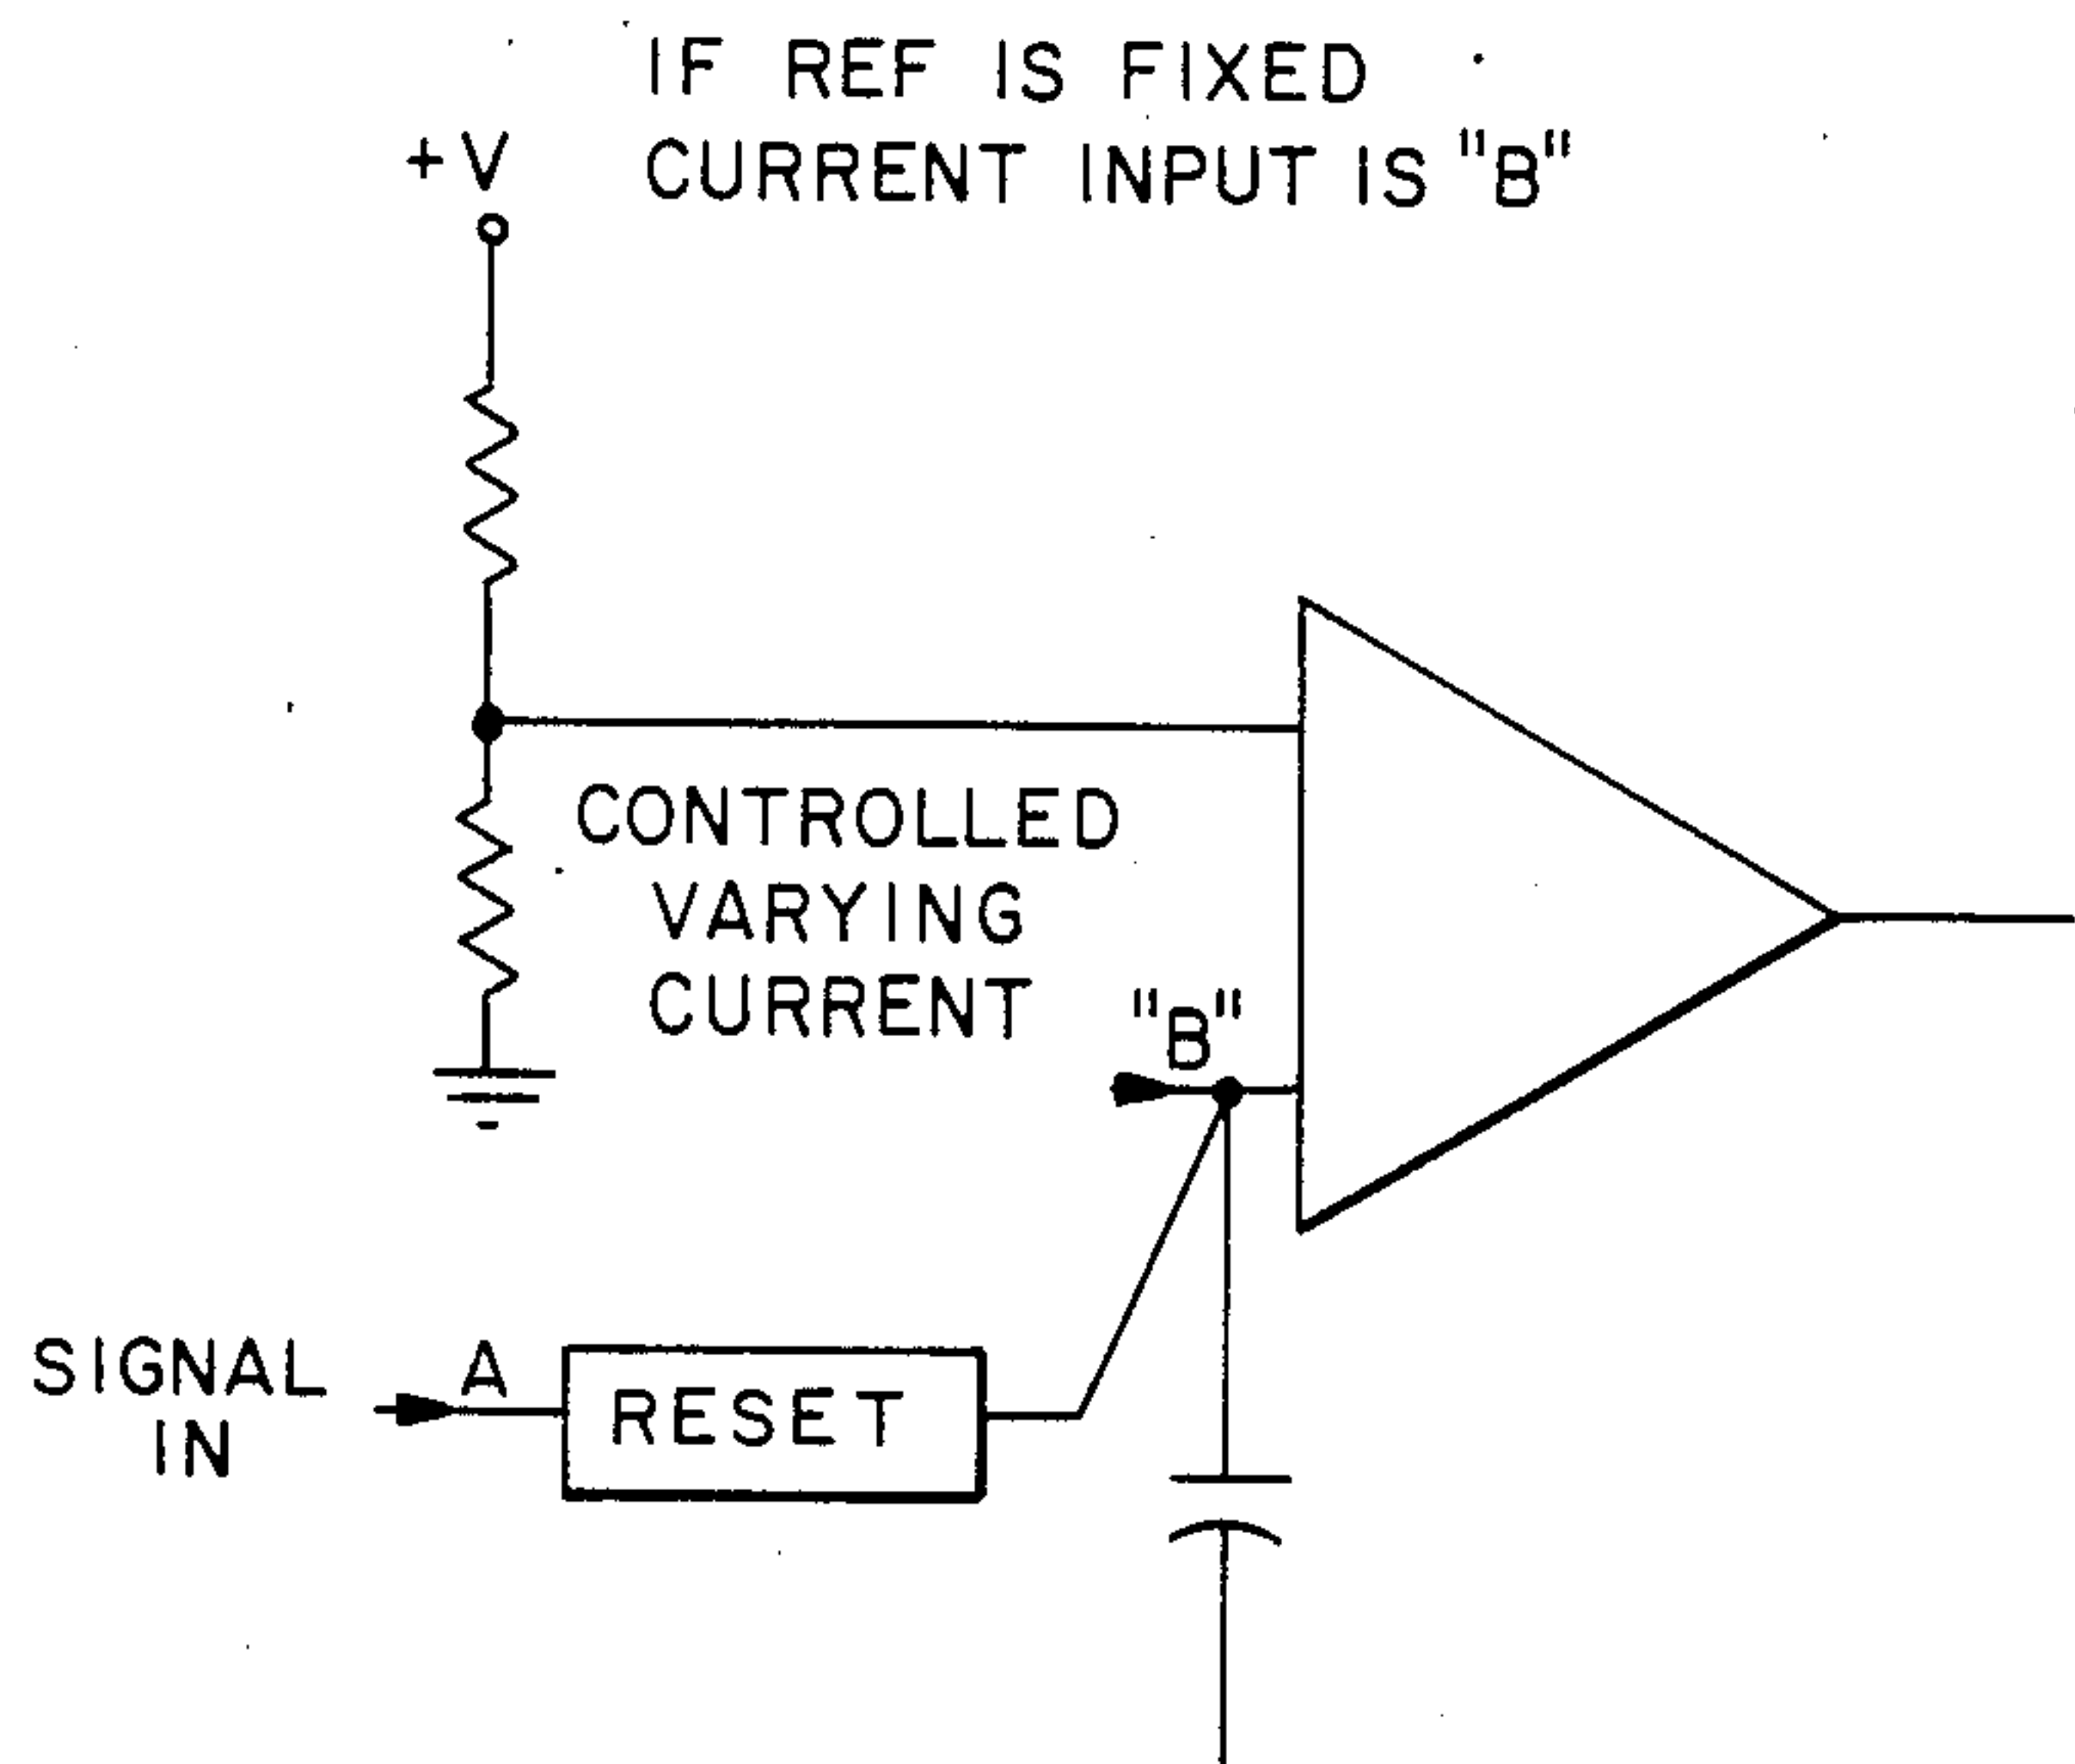 IF REF IS FIXED
CURRENT INPUT IS "B"
+V
CONTROLLED
VARYING
CURRENT
"B"
SIGNAL
IN
A
RESET